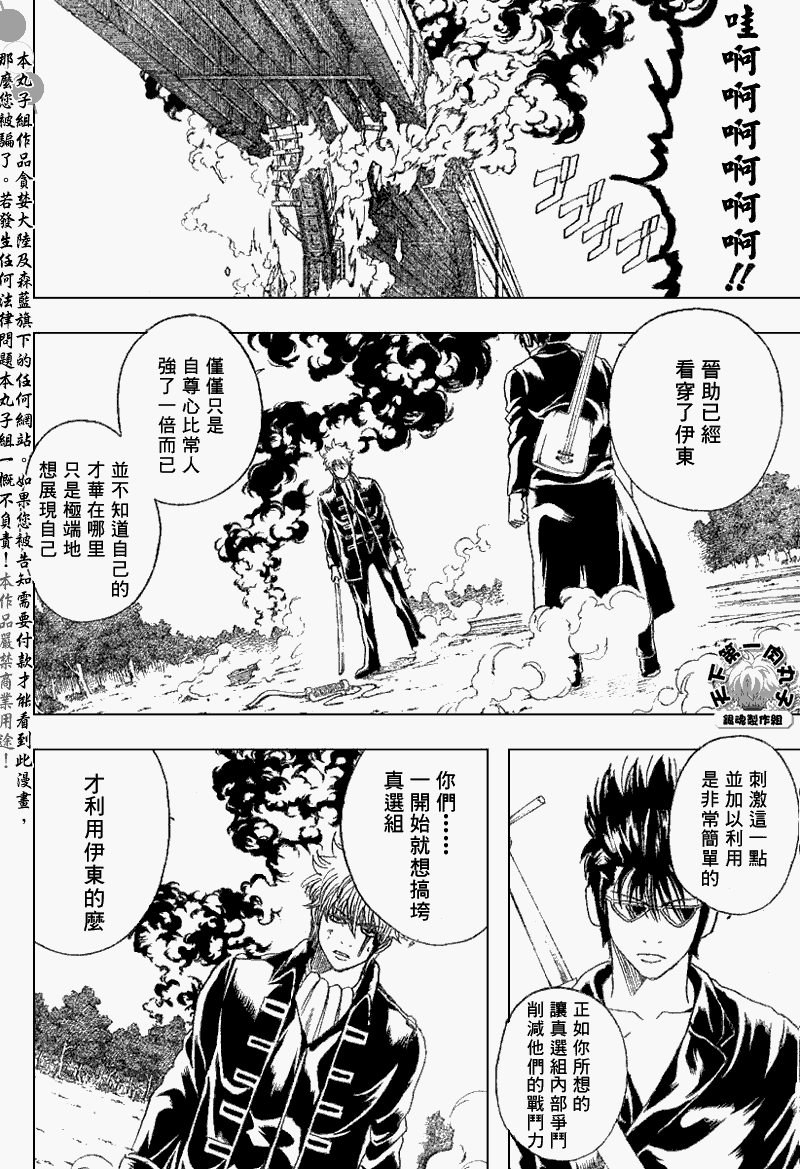 哇啊啊啊啊啊啊!!
ゴゴゴゴ
晉助已經
看穿了伊東
僅僅只是
自尊心比常人
強了一倍而已
並不知道自己的
才華在哪里
只是極端地
想展現自己
刺激這一點
並加以利用
是非常簡單的
正如你所想的
讓真選組內部爭鬥
削減他們的戰鬥力
你們……
一開始就想搞垮
真選組
才利用伊東的麼
天下第一肉丸子
銀魂製作組
本丸子組作品貪婪大陸及森藍旗下的任何網站。如果您被告知需要付款才能看到此漫畫，
那麼您被騙了。若發生任何法律問題本丸子組一概不負責！本作品嚴禁商業用途！